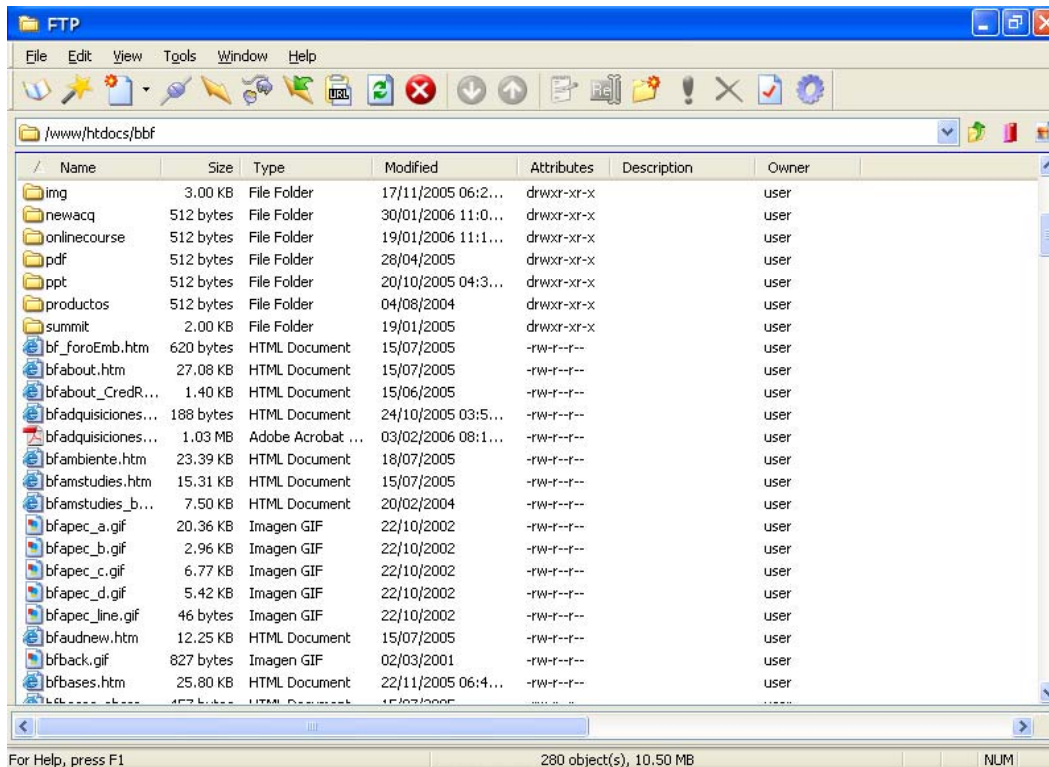 FTP
File Edit View Tools Window Help
URL
/www/htdocs/bbf
Name Size Type Modified Attributes Description Owner
img 3.00 KB File Folder 17/11/2005 06:2... drwxr-xr-x user
newacq 512 bytes File Folder 30/01/2006 11:0... drwxr-xr-x user
onlinecourse 512 bytes File Folder 19/01/2006 11:1... drwxr-xr-x user
pdf 512 bytes File Folder 28/04/2005 drwxr-xr-x user
ppt 512 bytes File Folder 20/10/2005 04:3... drwxr-xr-x user
productos 512 bytes File Folder 04/08/2004 drwxr-xr-x user
summit 2.00 KB File Folder 19/01/2005 drwxr-xr-x user
bf_foroEmb.htm 620 bytes HTML Document 15/07/2005 -rw-r--r-- user
bfabout.htm 27.08 KB HTML Document 15/07/2005 -rw-r--r-- user
bfabout_CredR... 1.40 KB HTML Document 15/06/2005 -rw-r--r-- user
bfadquisiciones... 188 bytes HTML Document 24/10/2005 03:5... -rw-r--r-- user
bfadquisiciones... 1.03 MB Adobe Acrobat ... 03/02/2006 08:1... -rw-r--r-- user
bfambiente.htm 23.39 KB HTML Document 18/07/2005 -rw-r--r-- user
bfamstudies.htm 15.31 KB HTML Document 15/07/2005 -rw-r--r-- user
bfamstudies_b... 7.50 KB HTML Document 20/02/2004 -rw-r--r-- user
bfapec_a.gif 20.36 KB Imagen GIF 22/10/2002 -rw-r--r-- user
bfapec_b.gif 2.96 KB Imagen GIF 22/10/2002 -rw-r--r-- user
bfapec_c.gif 6.77 KB Imagen GIF 22/10/2002 -rw-r--r-- user
bfapec_d.gif 5.42 KB Imagen GIF 22/10/2002 -rw-r--r-- user
bfapec_line.gif 46 bytes Imagen GIF 22/10/2002 -rw-r--r-- user
bfaudnew.htm 12.25 KB HTML Document 15/07/2005 -rw-r--r-- user
bfback.gif 827 bytes Imagen GIF 02/03/2001 -rw-r--r-- user
bfbases.htm 25.80 KB HTML Document 22/11/2005 06:4... -rw-r--r-- user
HTML Document 15/07/2005
For Help, press F1 280 object(s), 10.50 MB NUM